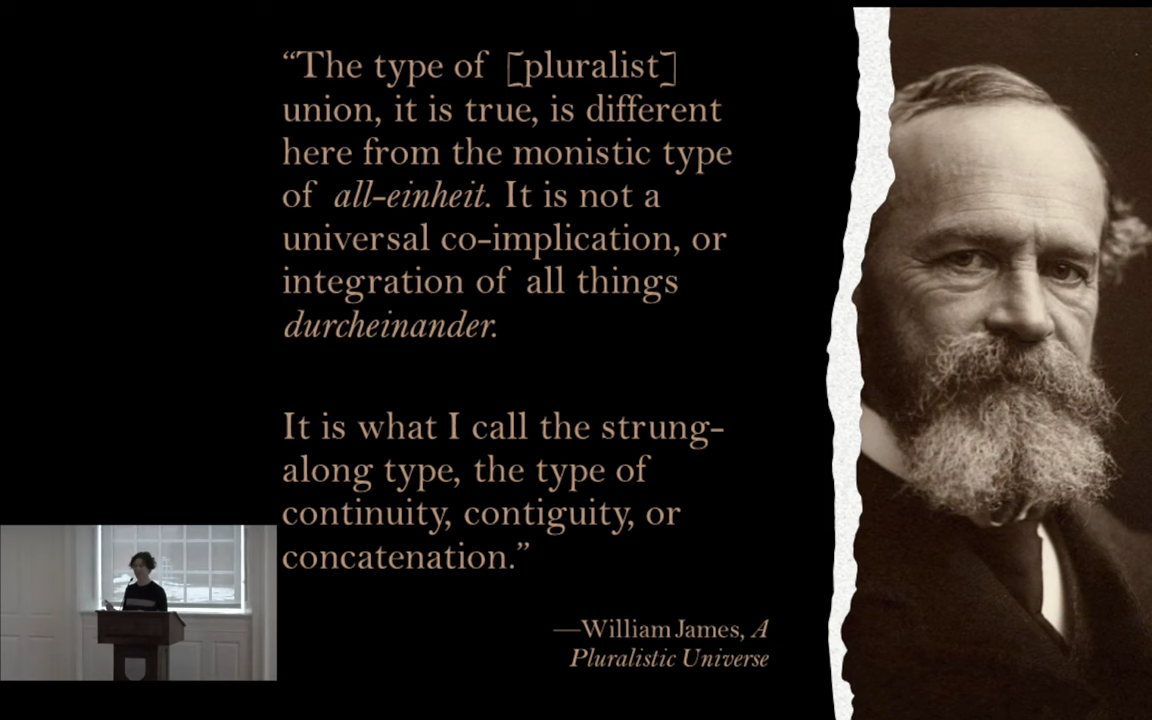 “The type of [pluralist]
union, it is true, is different
here from the monistic type
of all-einheit. It is not a
universal co-implication, or
integration of all things
durcheinander.
It is what I call the strung-
along type, the type of
continuity, contiguity, or
concatenation.”
—William James, A
Pluralistic Universe